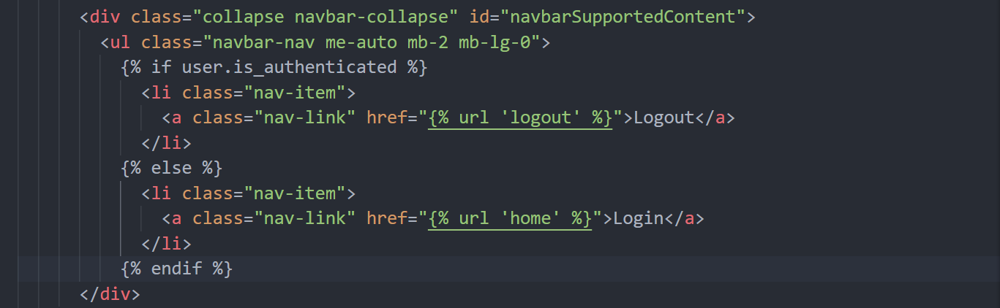 <div class="collapse navbar-collapse" id="navbarSupportedContent">
<ul class="navbar-nav me-auto mb-2 mb-lg-0">
{% if user.is_authenticated %}
<li class="nav-item">
<a class="nav-link" href="{% url 'logout' %}">Logout</a>
</li>
{% else %}
<li class="nav-item">
<a class="nav-link" href="{% url 'home' %}">Login</a>
</li>
{% endif %}
</div>